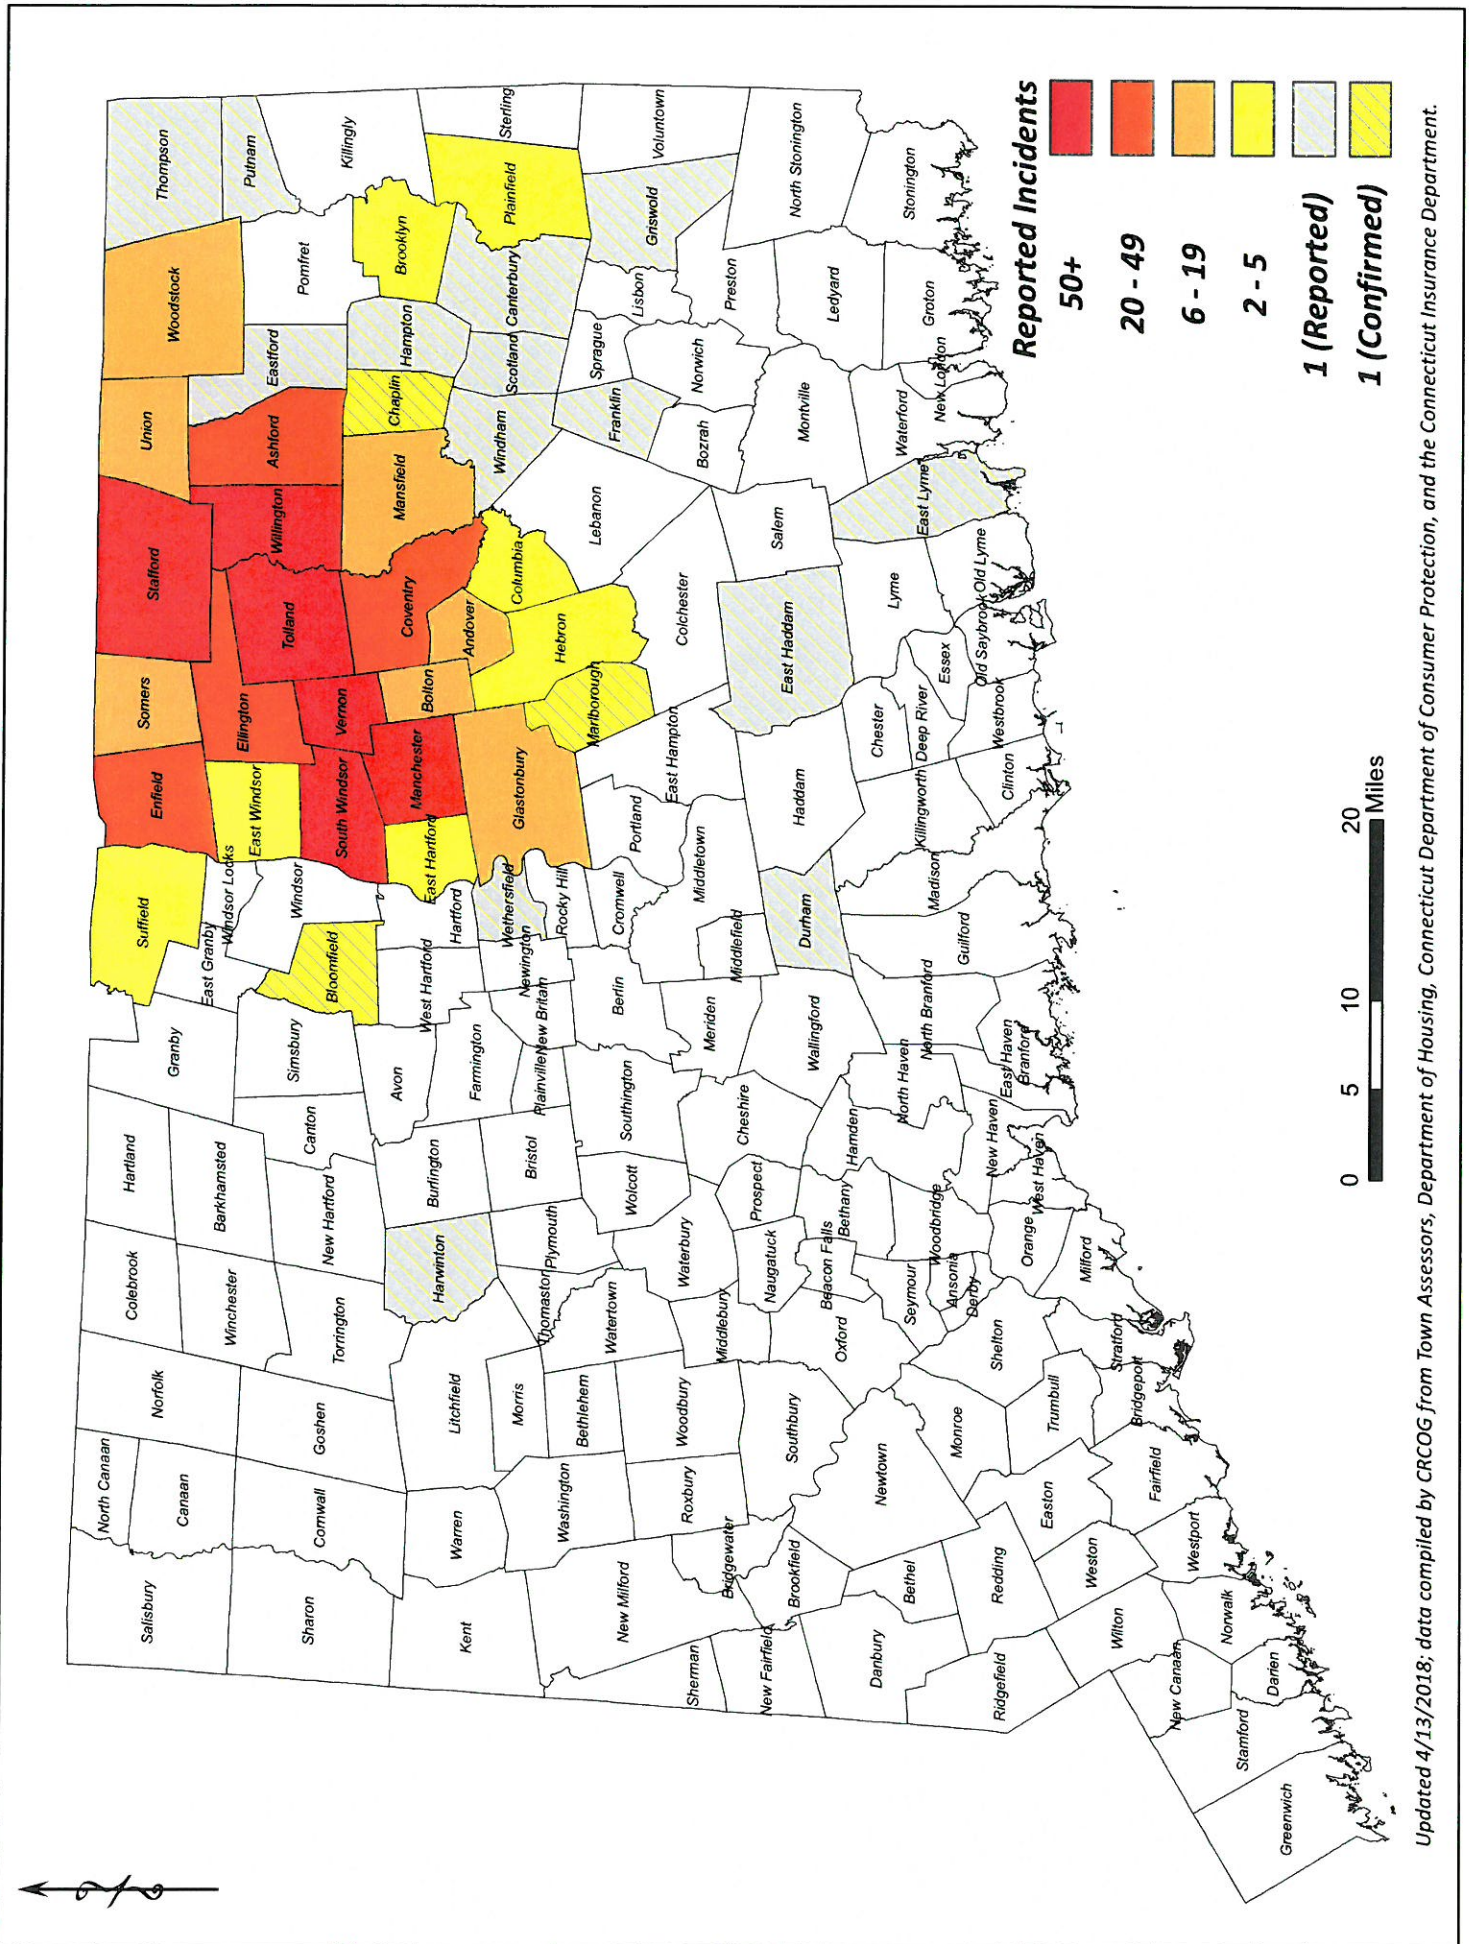 Salisbury
North Canaan
Canaan
Norfolk
Colebrook
Hartland
Granby
Suffield
Enfield
Somers
Stafford
Union
Woodstock
Thompson
Putnam
Sharon
Cornwall
Goshen
Winchester
Barkhamsted
Torrington
New Hartford
Canton
Simsbury
East Granby
Windsor Locks
Windsor
Bloomfield
East Windsor
Ellington
Tolland
Willington
Ashford
Eastford
Pomfret
Killingly
Kent
Warren
Litchfield
Harwinton
Burlington
Avon
West Hartford
Hartford
East Hartford
South Windsor
Vernon
Manchester
Bolton
Coventry
Andover
Mansfield
Chaplin
Hampton
Brooklyn
New Milford
Washington
Morris
Bethlehem
Thomaston
Plymouth
Bristol
Farmington
Plainville
New Britain
Newington
Wethersfield
Rocky Hill
Glastonbury
Marlborough
Hebron
Columbia
Windham
Scotland
Canterbury
Plainfield
Sterling
Sherman
Roxbury
Woodbury
Watertown
Waterbury
Wolcott
Southington
Berlin
Cromwell
Portland
East Hampton
Colchester
Lebanon
Franklin
Sprague
Lisbon
Griswold
Voluntown
New Fairfield
Bridgewater
Brookfield
Southbury
Middlebury
Naugatuck
Prospect
Cheshire
Meriden
Middlefield
Middletown
Haddam
East Haddam
Salem
Bozrah
Norwich
Preston
North Stonington
Danbury
Bethel
Newtown
Oxford
Beacon Falls
Bethany
Hamden
Wallingford
Durham
Killingworth
Chester
Deep River
Essex
Lyme
East Lyme
Montville
Waterford
New London
Ledyard
Groton
Stonington
Ridgefield
Redding
Monroe
Seymour
Ansonia
Derby
Woodbridge
North Haven
North Branford
Guilford
Madison
Clinton
Westbrook
Old Saybrook
Old Lyme
Wilton
Weston
Easton
Trumbull
Shelton
Orange
New Haven
West Haven
East Haven
Branford
Greenwich
Stamford
New Canaan
Darien
Norwalk
Westport
Fairfield
Bridgeport
Stratford
Milford
Reported Incidents
50+
20 - 49
6 - 19
2 - 5
1 (Reported)
1 (Confirmed)
0 5 10 20
Miles
Updated 4/13/2018; data compiled by CRCOG from Town Assessors, Department of Housing, Connecticut Department of Consumer Protection, and the Connecticut Insurance Department.